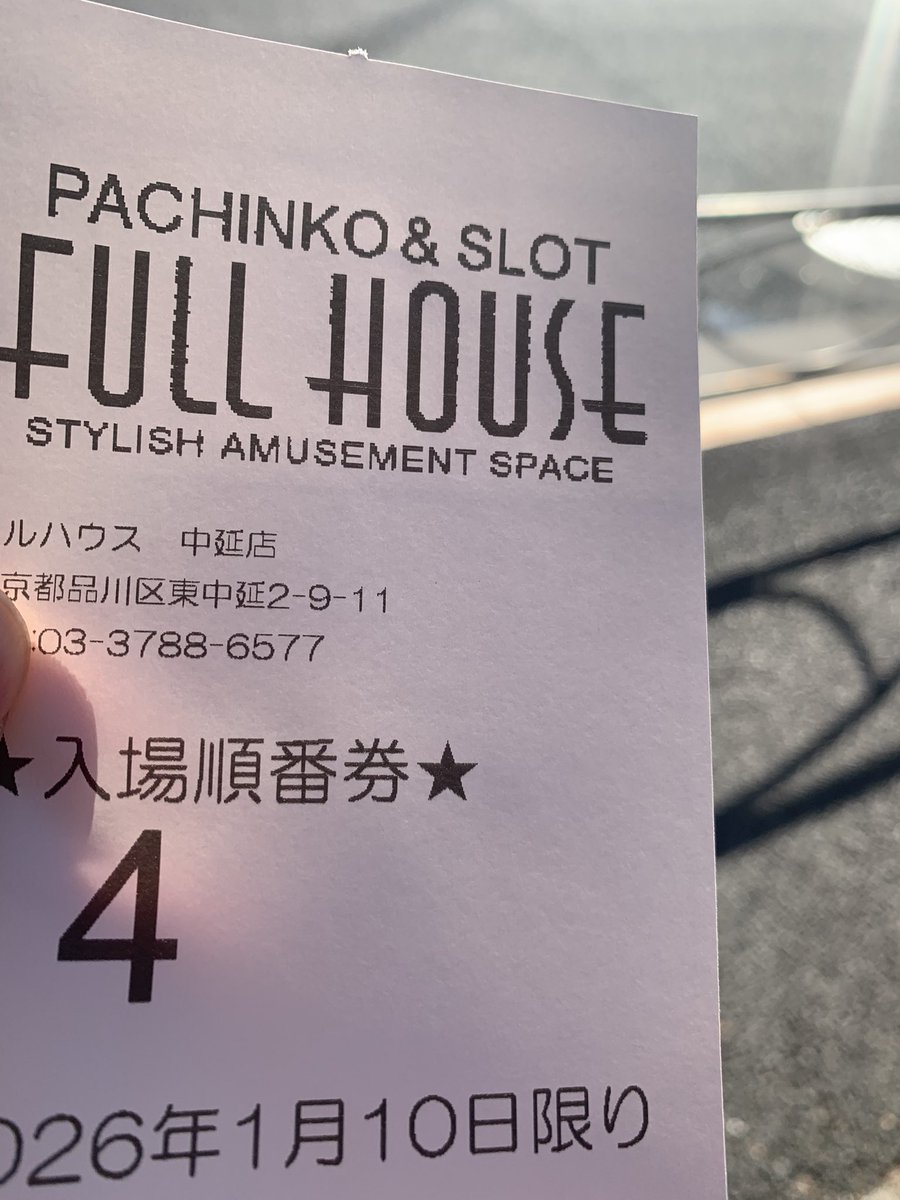 PACHINKO & SLOT
FULL HOUSE
STYLISH AMUSEMENT SPACE
ルハウス 中延店
京都品川区東中延2-9-11
:03-3788-6577
★入場順番券★
4
026年1月10日限り